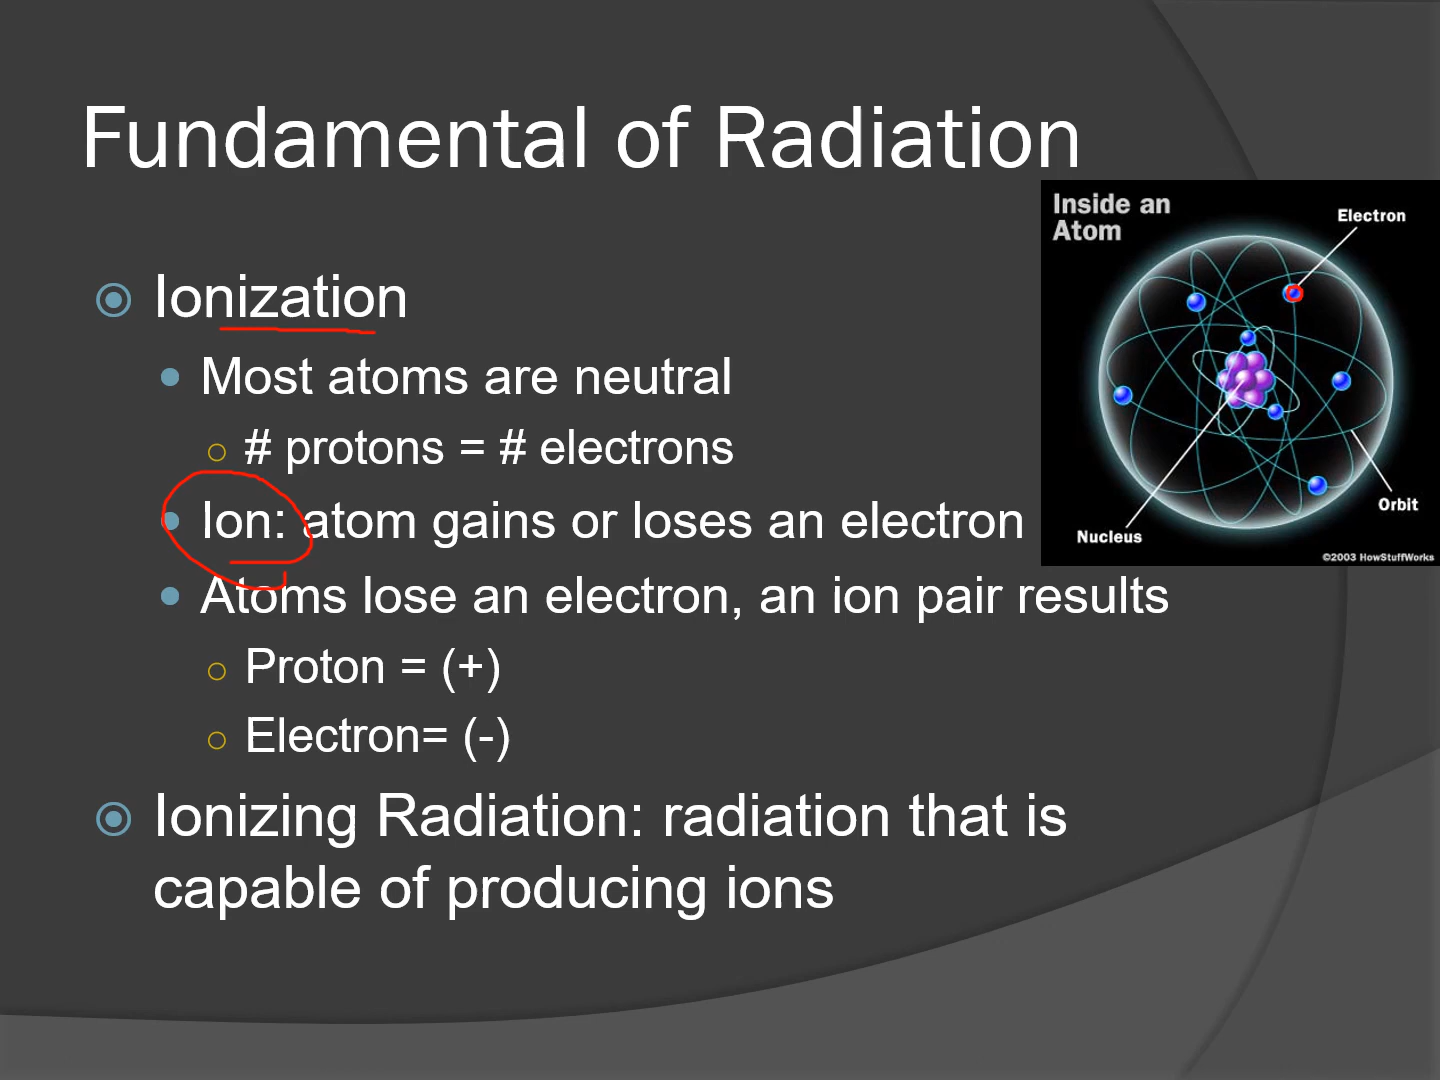 Fundamental of Radiation
Ionization
Most atoms are neutral
# protons = # electrons
Ion: atom gains or loses an electron
Atoms lose an electron, an ion pair results
Proton = (+)
Electron= (-)
Ionizing Radiation: radiation that is
capable of producing ions
Inside an
Atom
Electron
Orbit
Nucleus
©2003 HowStuffWorks